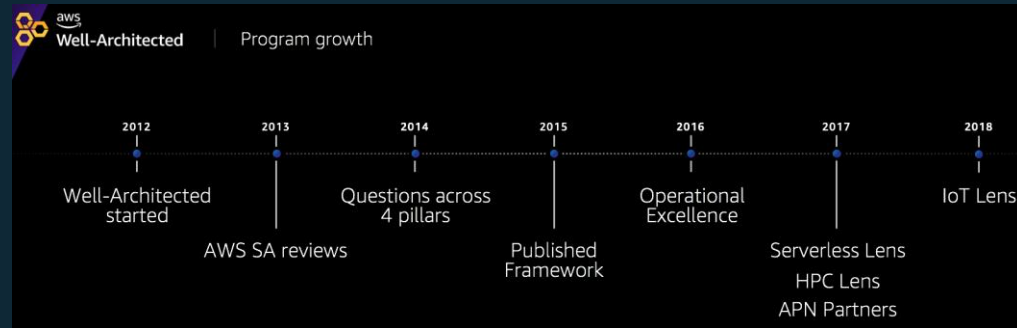 aws
Well-Architected
Program growth
2012
2013
2014
2015
2016
2017
2018
Well-Architected
started
AWS SA reviews
Questions across
4 pillars
Published
Framework
Operational
Excellence
Serverless Lens
HPC Lens
APN Partners
IoT Lens